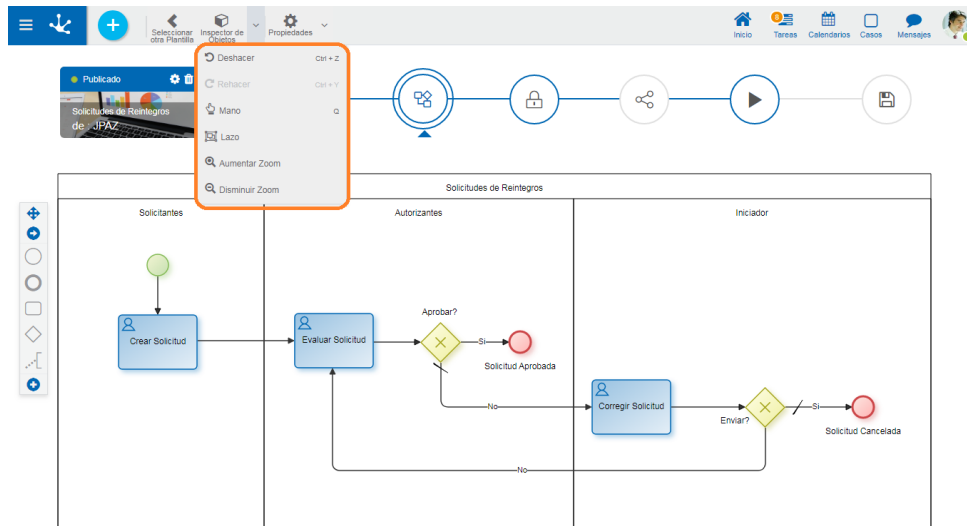 Seleccionar
otra Plantilla
Inspector de
Objetos
Propiedades
Inicio
8
Tareas
Calendarios
Casos
Mensajes
Publicado
Solicitudes de Reintegros
de : JPAZ
Deshacer Ctrl + Z
Rehacer Ctrl + Y
Mano Q
Lazo
Aumentar Zoom
Disminuir Zoom
Solicitudes de Reintegros
Solicitantes
Autorizantes
Iniciador
Aprobar?
Crear Solicitud
Evaluar Solicitud
Si
Solicitud Aprobada
No
Corregir Solicitud
Enviar?
Si
Solicitud Cancelada
No